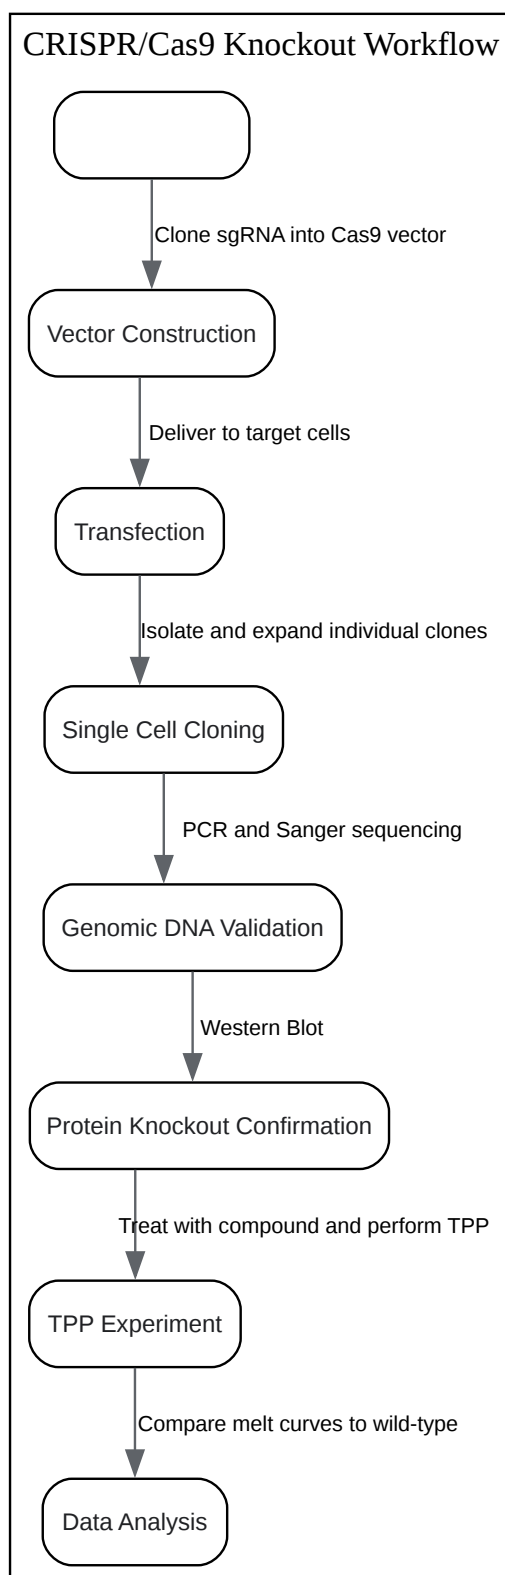 CRISPR/Cas9 Knockout Workflow
Clone sgRNA into Cas9 vector
Vector Construction
Deliver to target cells
Transfection
Isolate and expand individual clones
Single Cell Cloning
PCR and Sanger sequencing
Genomic DNA Validation
Western Blot
Protein Knockout Confirmation
Treat with compound and perform TPP
TPP Experiment
Compare melt curves to wild-type
Data Analysis